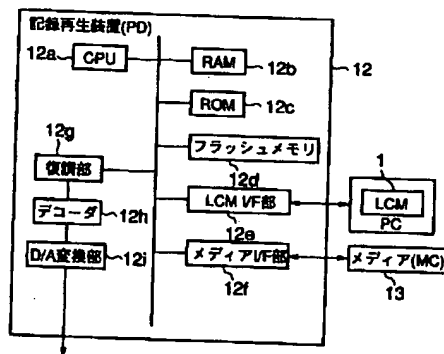 記録再生装置(PD)
12a
CPU
RAM
12b
12
ROM
12c
12g
復号部
フラッシュメモリ
12d
1
LCM
PC
デコーダ
12h
LCM I/F部
12e
D/A変換部
12i
メディアI/F部
12f
メディア(MC)
13